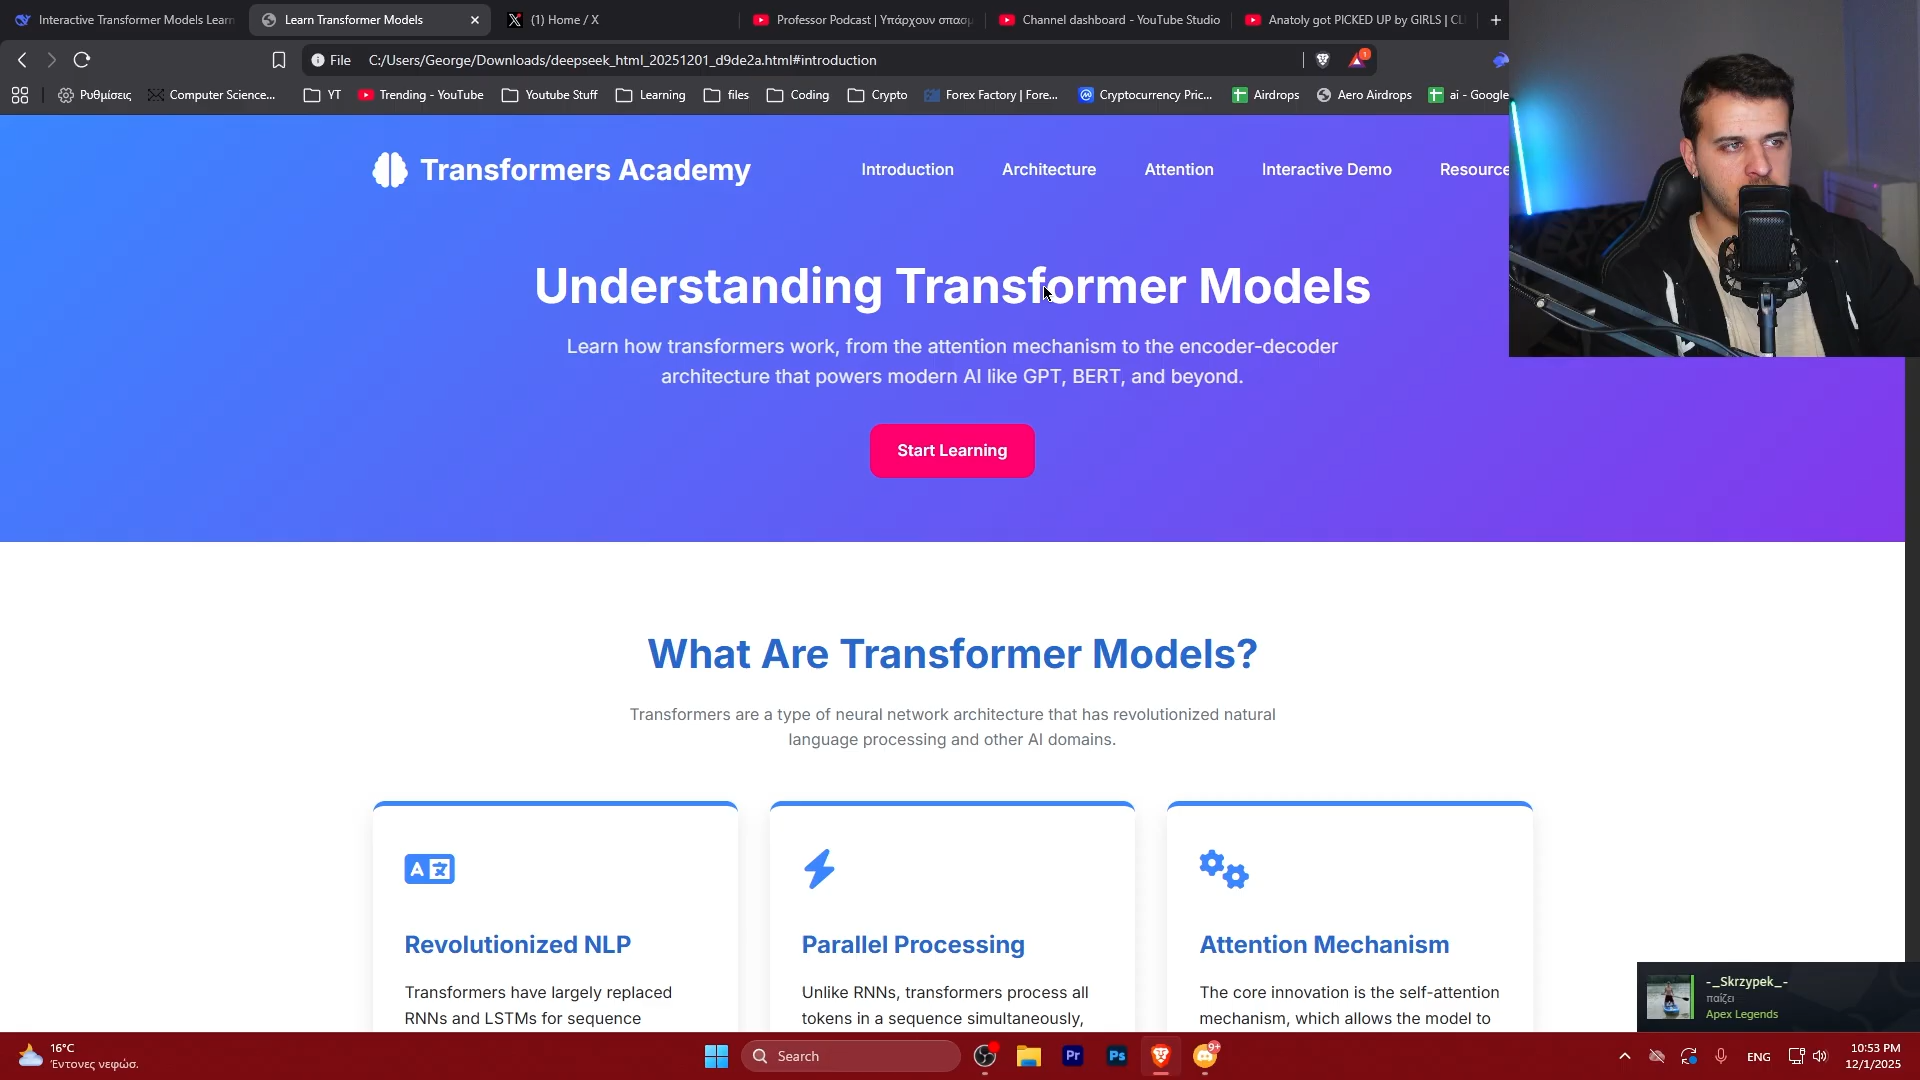 Interactive Transformer Models Learn
Learn Transformer Models
(1) Home / X
Professor Podcast | Υπάρχουν σπασμ
Channel dashboard - YouTube Studio
Anatoly got PICKED UP by GIRLS | CL
File
C:/Users/George/Downloads/deepseek_html_20251201_d9de2a.html#introduction
1
Ρυθμίσεις
Computer Science...
YT
Trending - YouTube
Youtube Stuff
Learning
files
Coding
Crypto
Forex Factory | Fore...
Cryptocurrency Pric...
Airdrops
Aero Airdrops
ai - Google
Transformers Academy
Introduction
Architecture
Attention
Interactive Demo
Resource
Understanding Transformer Models
Learn how transformers work, from the attention mechanism to the encoder-decoder
architecture that powers modern AI like GPT, BERT, and beyond.
Start Learning
What Are Transformer Models?
Transformers are a type of neural network architecture that has revolutionized natural
language processing and other AI domains.
Revolutionized NLP
Transformers have largely replaced
RNNs and LSTMs for sequence
Parallel Processing
Unlike RNNs, transformers process all
tokens in a sequence simultaneously,
Attention Mechanism
The core innovation is the self-attention
mechanism, which allows the model to
-_Skrzypek_-
παίζει
Apex Legends
16°C
Έντονες νεφώσ.
Search
Pr
Ps
9+
ENG
10:53 PM
12/1/2025